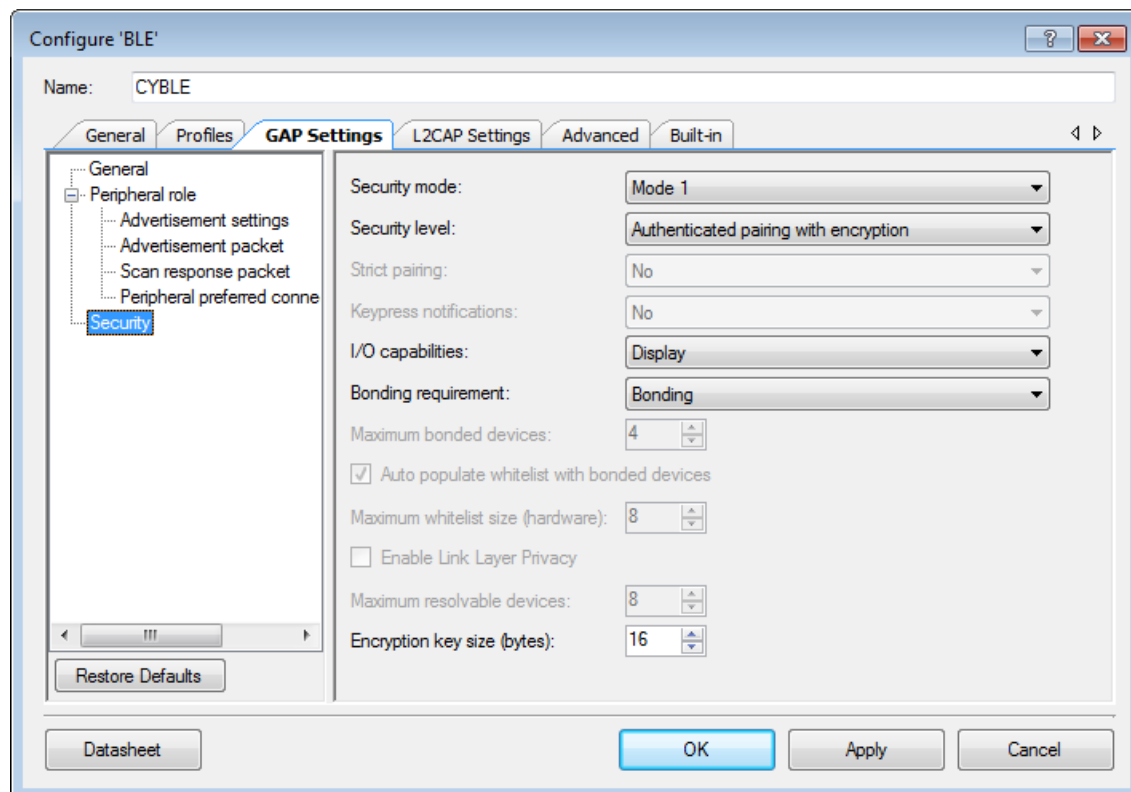 Configure 'BLE'
Name: CYBLE
General Profiles GAP Settings L2CAP Settings Advanced Built-in
General
Peripheral role
Advertisement settings
Advertisement packet
Scan response packet
Peripheral preferred conne
Security
Restore Defaults
Security mode: Mode 1
Security level: Authenticated pairing with encryption
Strict pairing: No
Keypress notifications: No
I/O capabilities: Display
Bonding requirement: Bonding
Maximum bonded devices: 4
Auto populate whitelist with bonded devices
Maximum whitelist size (hardware): 8
Enable Link Layer Privacy
Maximum resolvable devices: 8
Encryption key size (bytes): 16
Datasheet OK Apply Cancel